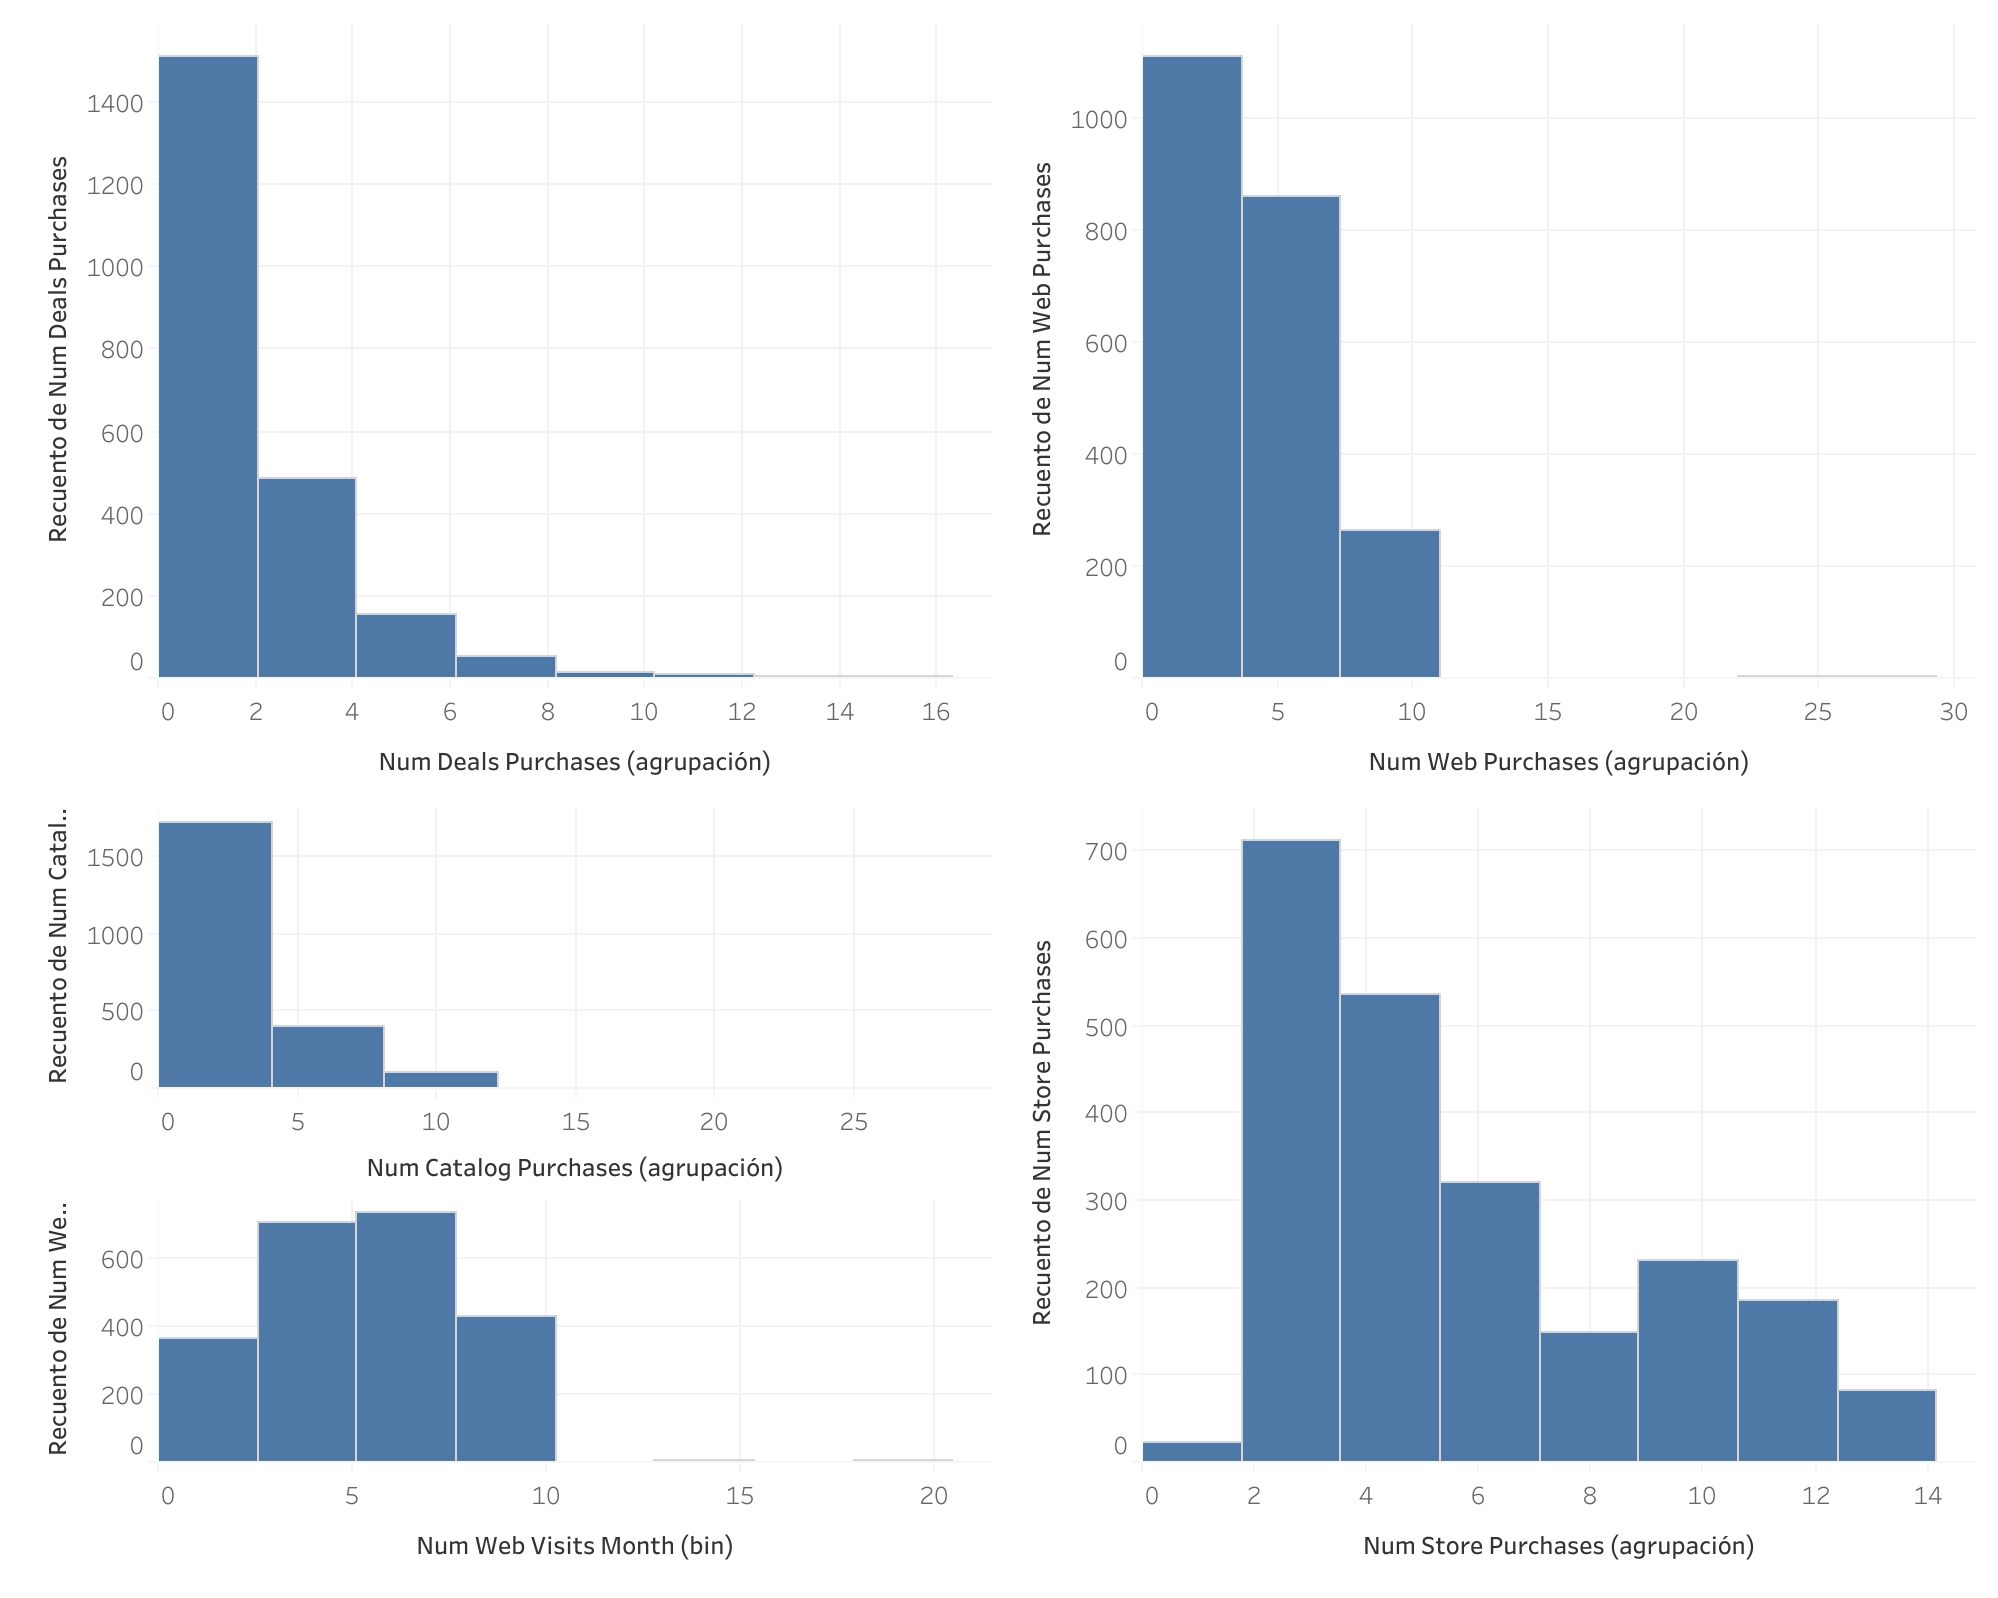 Recuento de Num Deals Purchases
1400
1200
1000
800
600
400
200
0
0 2 4 6 8 10 12 14 16
Num Deals Purchases (agrupación)
Recuento de Num Web Purchases
1000
800
600
400
200
0
0 5 10 15 20 25 30
Num Web Purchases (agrupación)
Recuento de Num Catal..
1500
1000
500
0
0 5 10 15 20 25
Num Catalog Purchases (agrupación)
Recuento de Num We..
600
400
200
0
0 5 10 15 20
Num Web Visits Month (bin)
Recuento de Num Store Purchases
700
600
500
400
300
200
100
0
0 2 4 6 8 10 12 14
Num Store Purchases (agrupación)